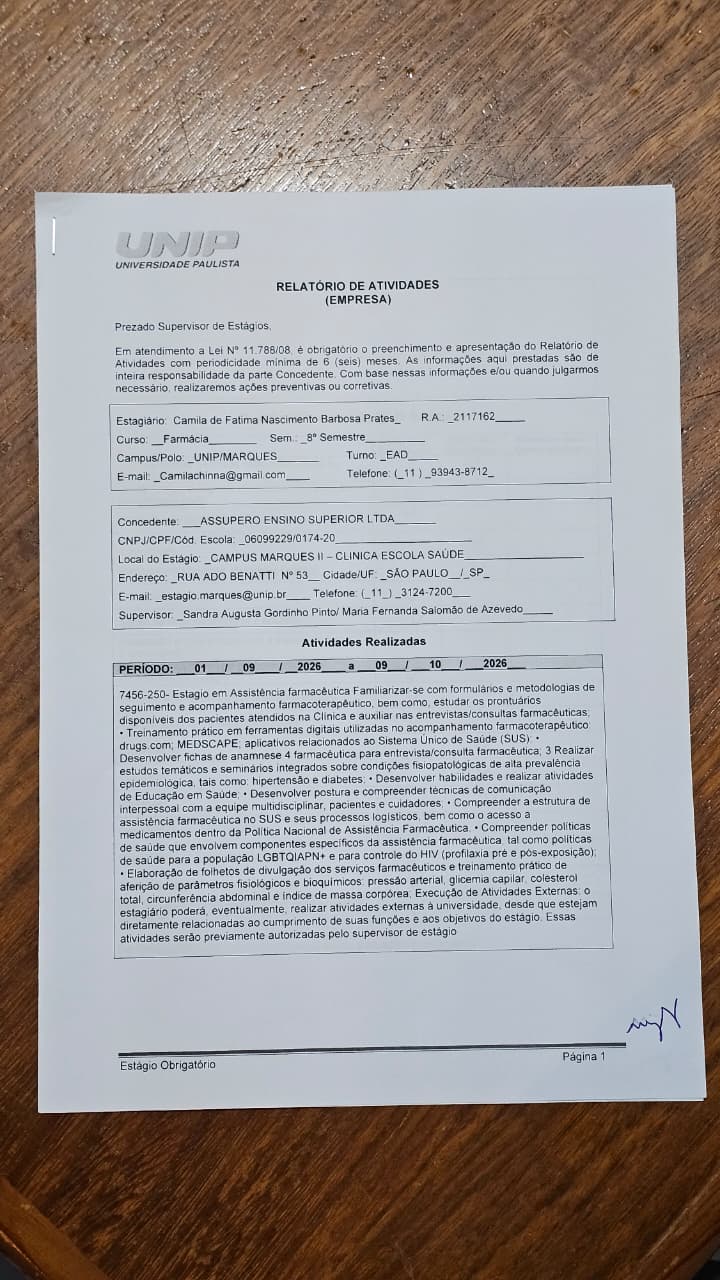 UNIP
UNIVERSIDADE PAULISTA
RELATÓRIO DE ATIVIDADES
(EMPRESA)
Prezado Supervisor de Estágios,
Em atendimento a Lei Nº 11.788/08, é obrigatório o preenchimento e apresentação do Relatório de
Atividades com periodicidade mínima de 6 (seis) meses. As informações aqui prestadas são de
inteira responsabilidade da parte Concedente. Com base nessas informações e/ou quando julgarmos
necessário, realizaremos ações preventivas ou corretivas.
Estagiário: Camila de Fatima Nascimento Barbosa Prates_ R.A.: _2117162_____
Curso: __Farmácia________ Sem.: _8º Semestre__________
Campus/Polo: _UNIP/MARQUES_______ Turno: _EAD_____
E-mail: _Camilachinna@gmail.com____ Telefone: (_11 ) _93943-8712_
Concedente: ___ASSUPERO ENSINO SUPERIOR LTDA_______
CNPJ/CPF/Cód. Escola: _06099229/0174-20_______________________
Local do Estágio: _CAMPUS MARQUES II – CLINICA ESCOLA SAÚDE____________________
Endereço: _RUA ADO BENATTI Nº 53__ Cidade/UF: _SÃO PAULO__/_SP_
E-mail: _estagio.marques@unip.br____ Telefone: (_11_) _3124-7200___
Supervisor: _Sandra Augusta Gordinho Pinto/ Maria Fernanda Salomão de Azevedo_____
Atividades Realizadas
PERÍODO: ___01___/___09____/___2026____ a ___09___/___10___/____2026___
7456-250- Estagio em Assistência farmacêutica Familiarizar-se com formulários e metodologias de
seguimento e acompanhamento farmacoterapêutico, bem como, estudar os prontuários
disponíveis dos pacientes atendidos na Clínica e auxiliar nas entrevistas/consultas farmacêuticas;
• Treinamento prático em ferramentas digitais utilizadas no acompanhamento farmacoterapêutico:
drugs.com; MEDSCAPE; aplicativos relacionados ao Sistema Único de Saúde (SUS): •
Desenvolver fichas de anamnese 4 farmacêutica para entrevista/consulta farmacêutica; 3 Realizar
estudos temáticos e seminários integrados sobre condições fisiopatológicas de alta prevalência
epidemiológica, tais como: hipertensão e diabetes: • Desenvolver habilidades e realizar atividades
de Educação em Saúde; • Desenvolver postura e compreender técnicas de comunicação
interpessoal com a equipe multidisciplinar, pacientes e cuidadores; • Compreender a estrutura de
assistência farmacêutica no SUS e seus processos logísticos, bem como o acesso a
medicamentos dentro da Política Nacional de Assistência Farmacêutica. • Compreender políticas
de saúde que envolvem componentes específicos da assistência farmacêutica, tal como políticas
de saúde para a população LGBTQIAPN+ e para controle do HIV (profilaxia pré e pós-exposição);
• Elaboração de folhetos de divulgação dos serviços farmacêuticos e treinamento prático de
aferição de parâmetros fisiológicos e bioquímicos: pressão arterial, glicemia capilar, colesterol
total, circunferência abdominal e índice de massa corpórea; Execução de Atividades Externas: o
estagiário poderá, eventualmente, realizar atividades externas à universidade, desde que estejam
diretamente relacionadas ao cumprimento de suas funções e aos objetivos do estágio. Essas
atividades serão previamente autorizadas pelo supervisor de estágio
Estágio Obrigatório Página 1